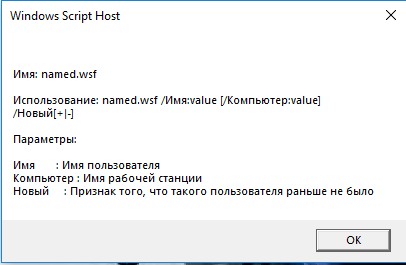 Windows Script Host
Имя: named.wsf
Использование: named.wsf /Имя:value [/Компьютер:value]
/Новый[+|-]
Параметры:
Имя : Имя пользователя
Компьютер : Имя рабочей станции
Новый : Признак того, что такого пользователя раньше не было
OK